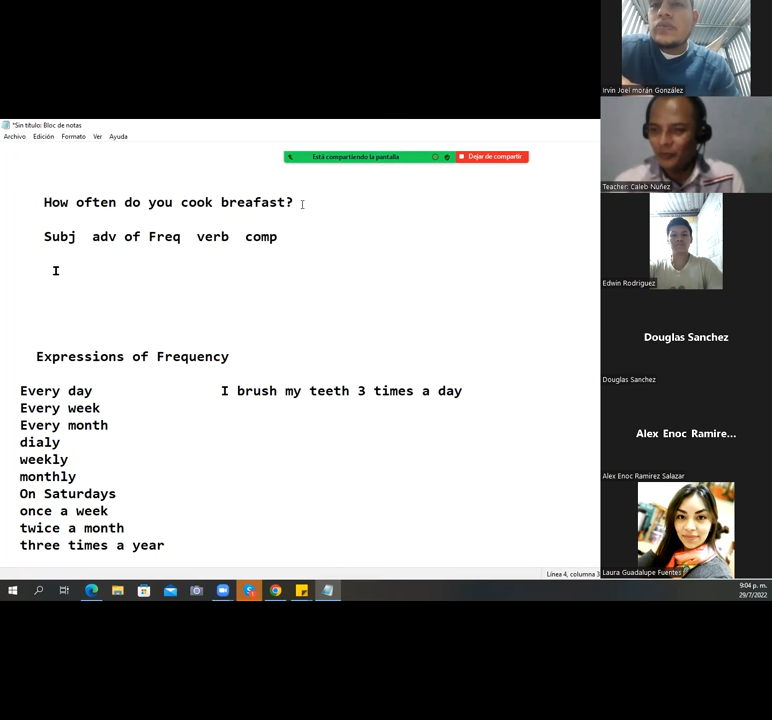 *Sin título: Bloc de notas
Archivo Edición Formato Ver Ayuda
Está compartiendo la pantalla
Dejar de compartir
How often do you cook breafast?
Subj adv of Freq verb comp
I
Expressions of Frequency
Every day I brush my teeth 3 times a day
Every week
Every month
dialy
weekly
monthly
On Saturdays
once a week
twice a month
three times a year
Línea 4, columna 3
9:04 p. m.
29/7/2022
Irvin Joel morán González
Teacher: Caleb Nuñez
Edwin Rodriguez
Douglas Sanchez
Douglas Sanchez
Alex Enoc Ramire...
Alex Enoc Ramirez Salazar
Laura Guadalupe Fuentes